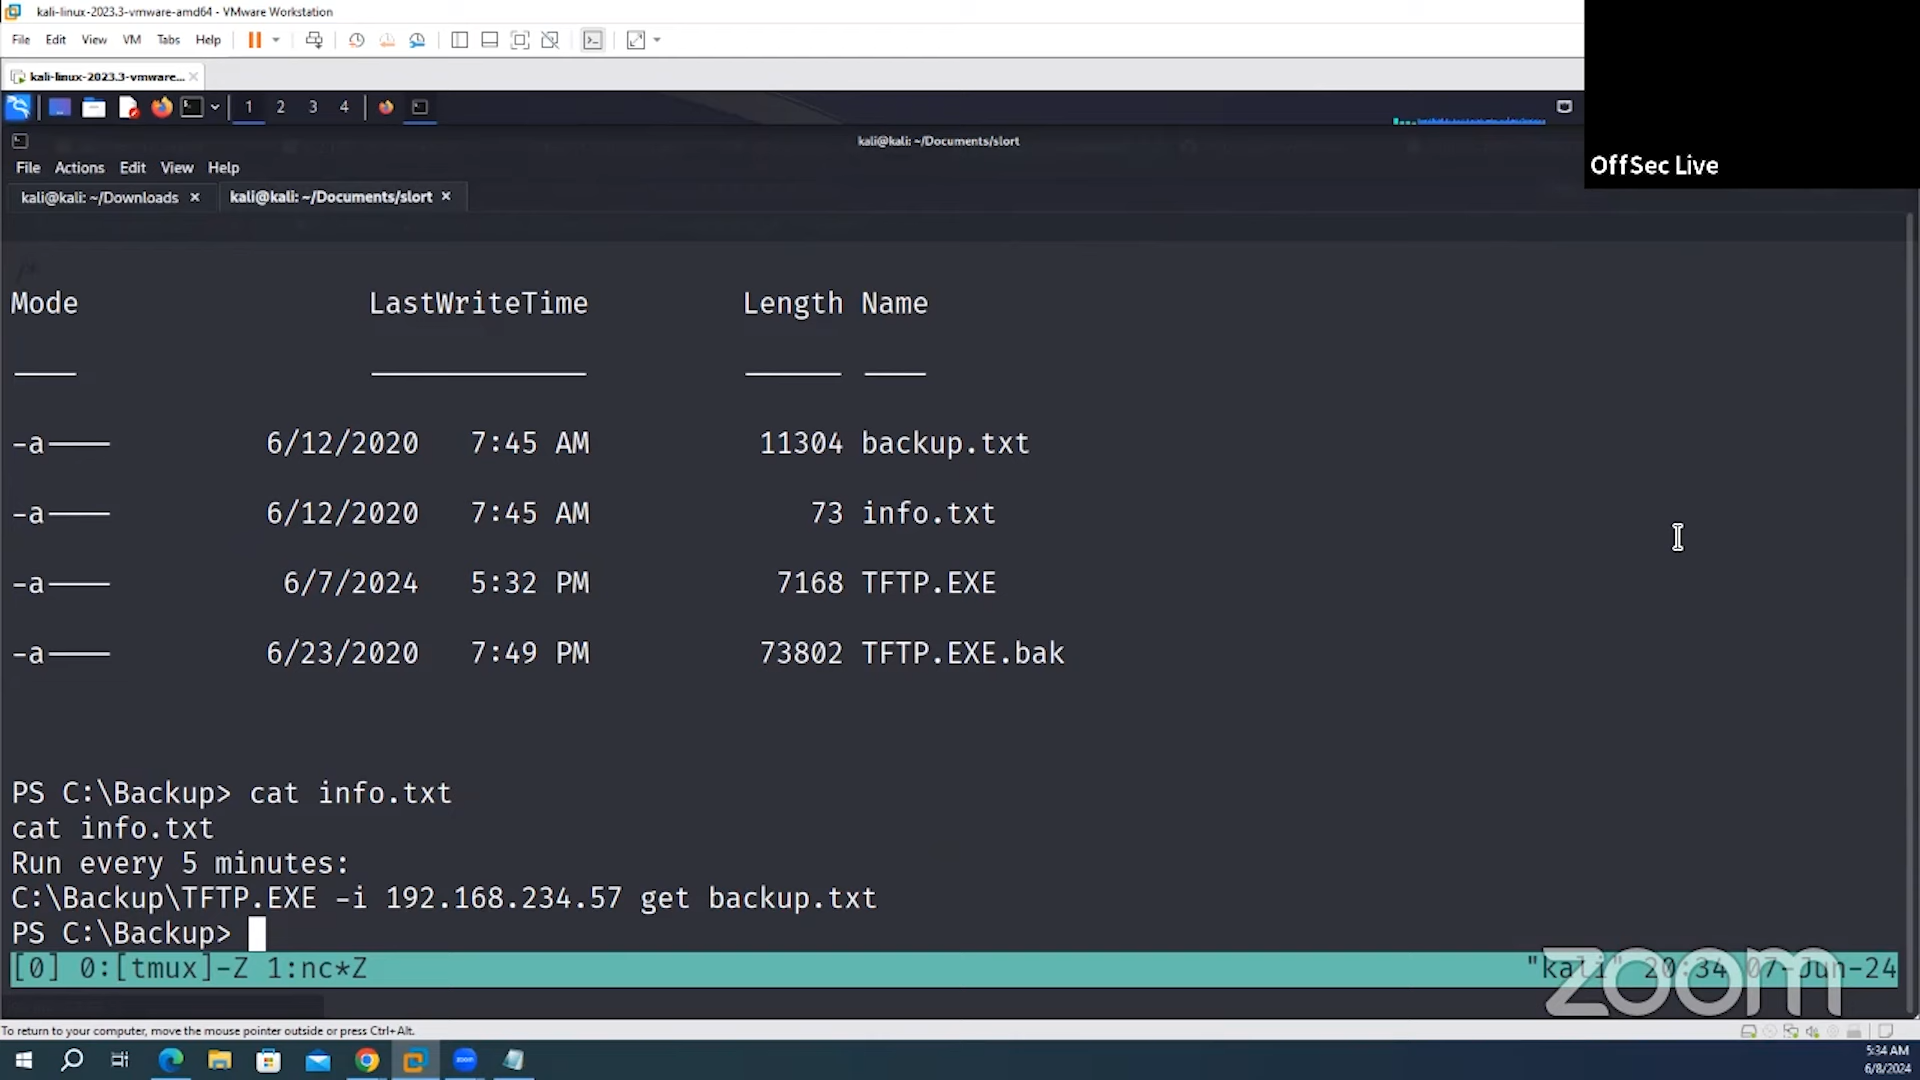 kali-linux-2023.3-vmware-amd64 - VMware Workstation
File Edit View VM Tabs Help
kali-linux-2023.3-vmware...
1 2 3 4
kali@kali: ~/Documents/slort
OffSec Live
File Actions Edit View Help
kali@kali: ~/Downloads
kali@kali: ~/Documents/slort
Mode LastWriteTime Length Name
-a---- 6/12/2020 7:45 AM 11304 backup.txt
-a---- 6/12/2020 7:45 AM 73 info.txt
-a---- 6/7/2024 5:32 PM 7168 TFTP.EXE
-a---- 6/23/2020 7:49 PM 73802 TFTP.EXE.bak
PS C:\Backup> cat info.txt
cat info.txt
Run every 5 minutes:
C:\Backup\TFTP.EXE -i 192.168.234.57 get backup.txt
PS C:\Backup>
[0] 0:[tmux]-Z 1:nc*Z "kali" 20:34 07-Jun-24
zoom
To return to your computer, move the mouse pointer outside or press Ctrl+Alt.
zoom
5:34 AM
6/8/2024